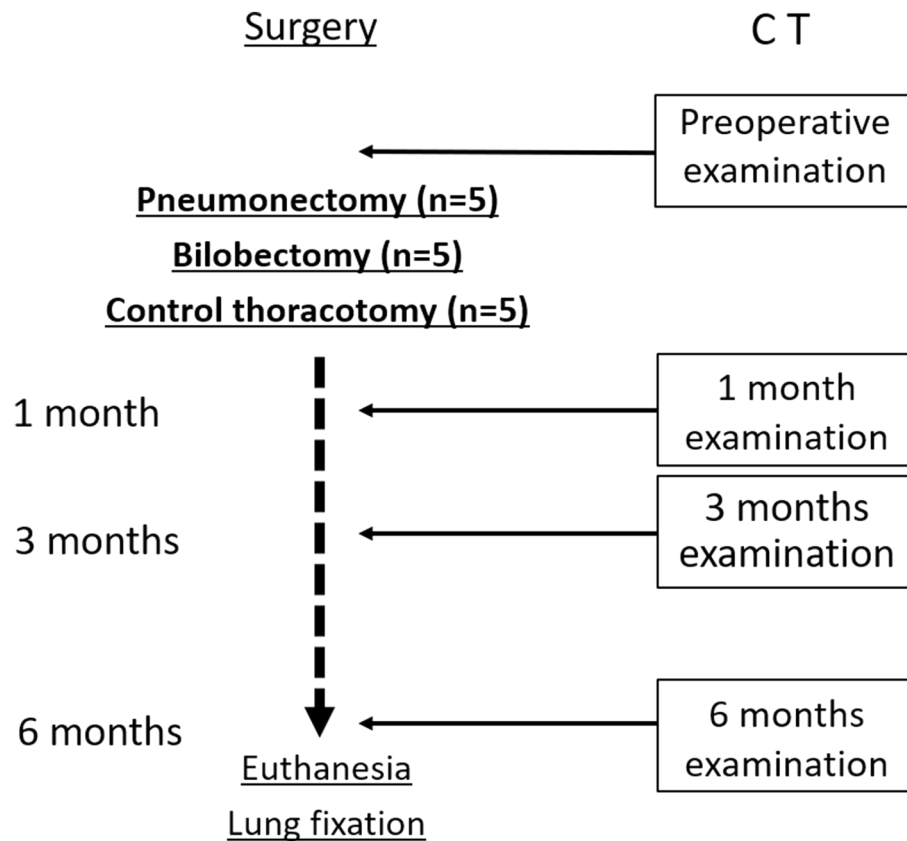 Surgery
C T
Preoperative
examination
Pneumonectomy (n=5)
Bilobectomy (n=5)
Control thoracotomy (n=5)
1 month
1 month
examination
3 months
3 months
examination
6 months
6 months
examination
Euthanesia
Lung fixation